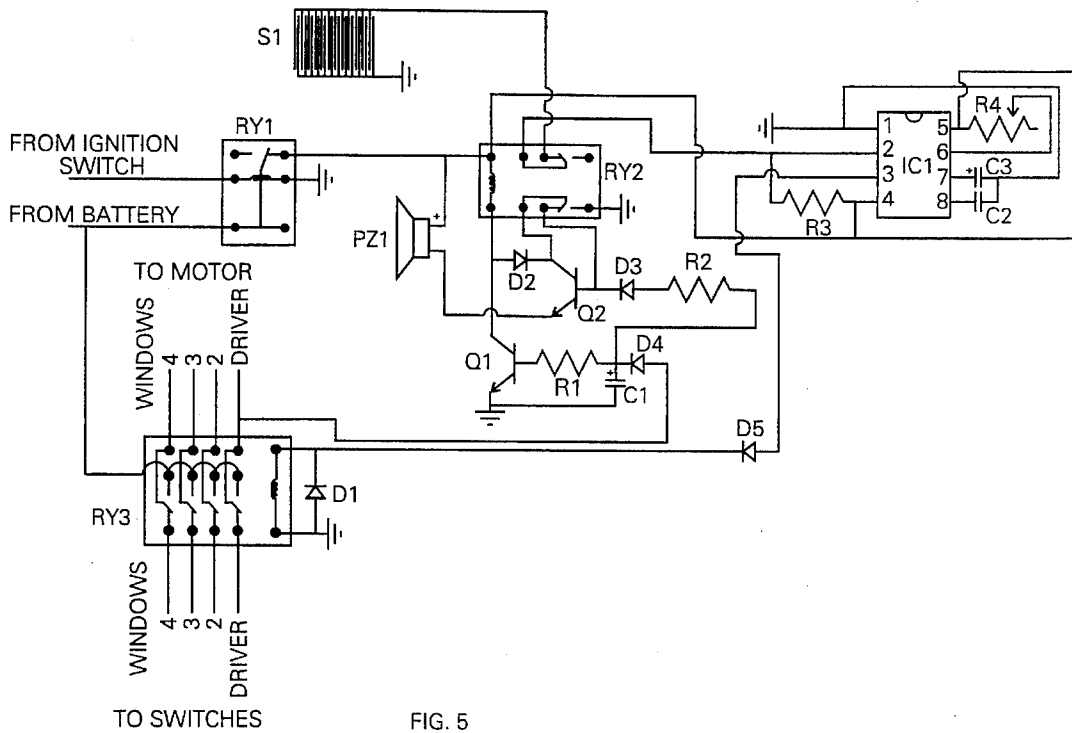 S1
RY1
FROM IGNITION
SWITCH
FROM BATTERY
TO MOTOR
WINDOWS
4
3
2
DRIVER
RY3
D1
WINDOWS
4
3
2
DRIVER
TO SWITCHES
PZ1
+
RY2
D2
Q2
D3
R2
Q1
R1
+
C1
D4
D5
R3
1
2
3
4
IC1
5
6
7
8
R4
+
C3
C2
FIG. 5